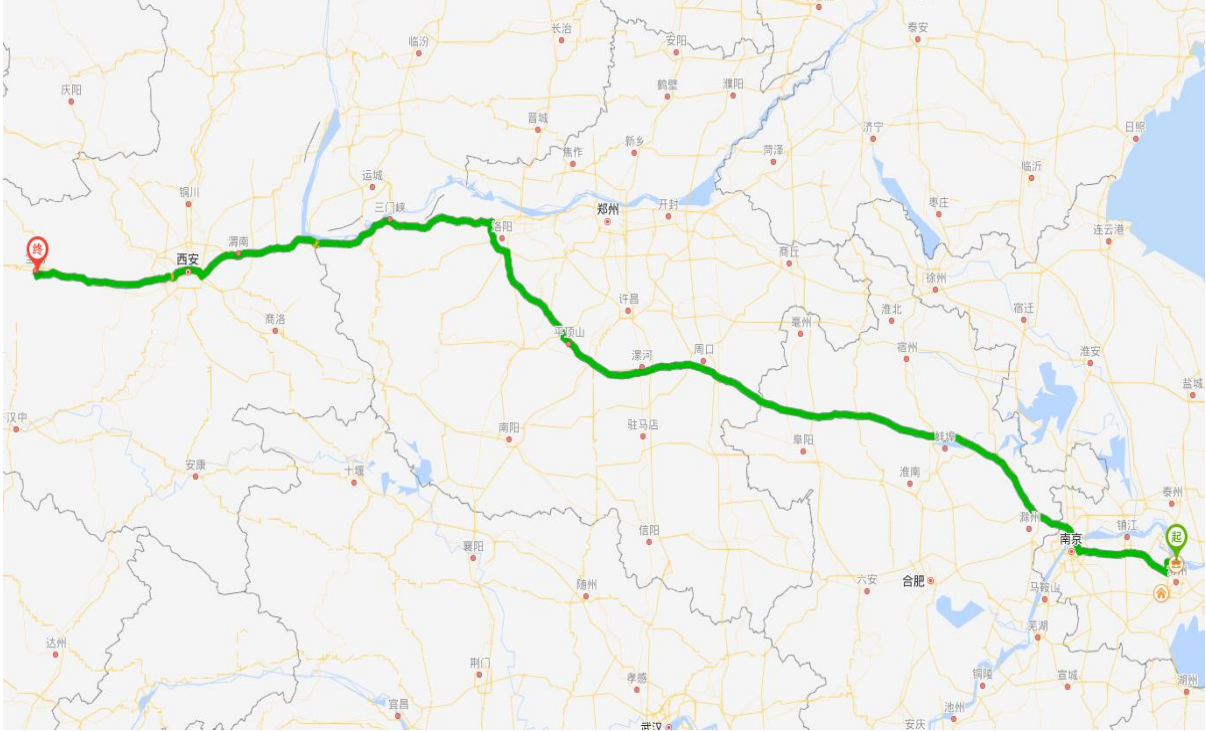 泰安
长治
安阳
临汾
庆阳
鹤壁
濮阳
晋城
济宁
日照
新乡
焦作
菏泽
临沂
运城
铜川
枣庄
三门峡
郑州
开封
洛阳
连云港
渭南
终
西安
商丘
徐州
许昌
淮北
宿迁
商洛
亳州
平顶山
宿州
淮安
漯河
周口
盐城
汉中
南阳
驻马店
阜阳
蚌埠
安康
十堰
淮南
泰州
滁州
信阳
镇江
南京
起
襄阳
州
六安
合肥
随州
马鞍山
芜湖
达州
荆门
孝感
铜陵
宣城
湖州
宜昌
池州
安庆
武汉